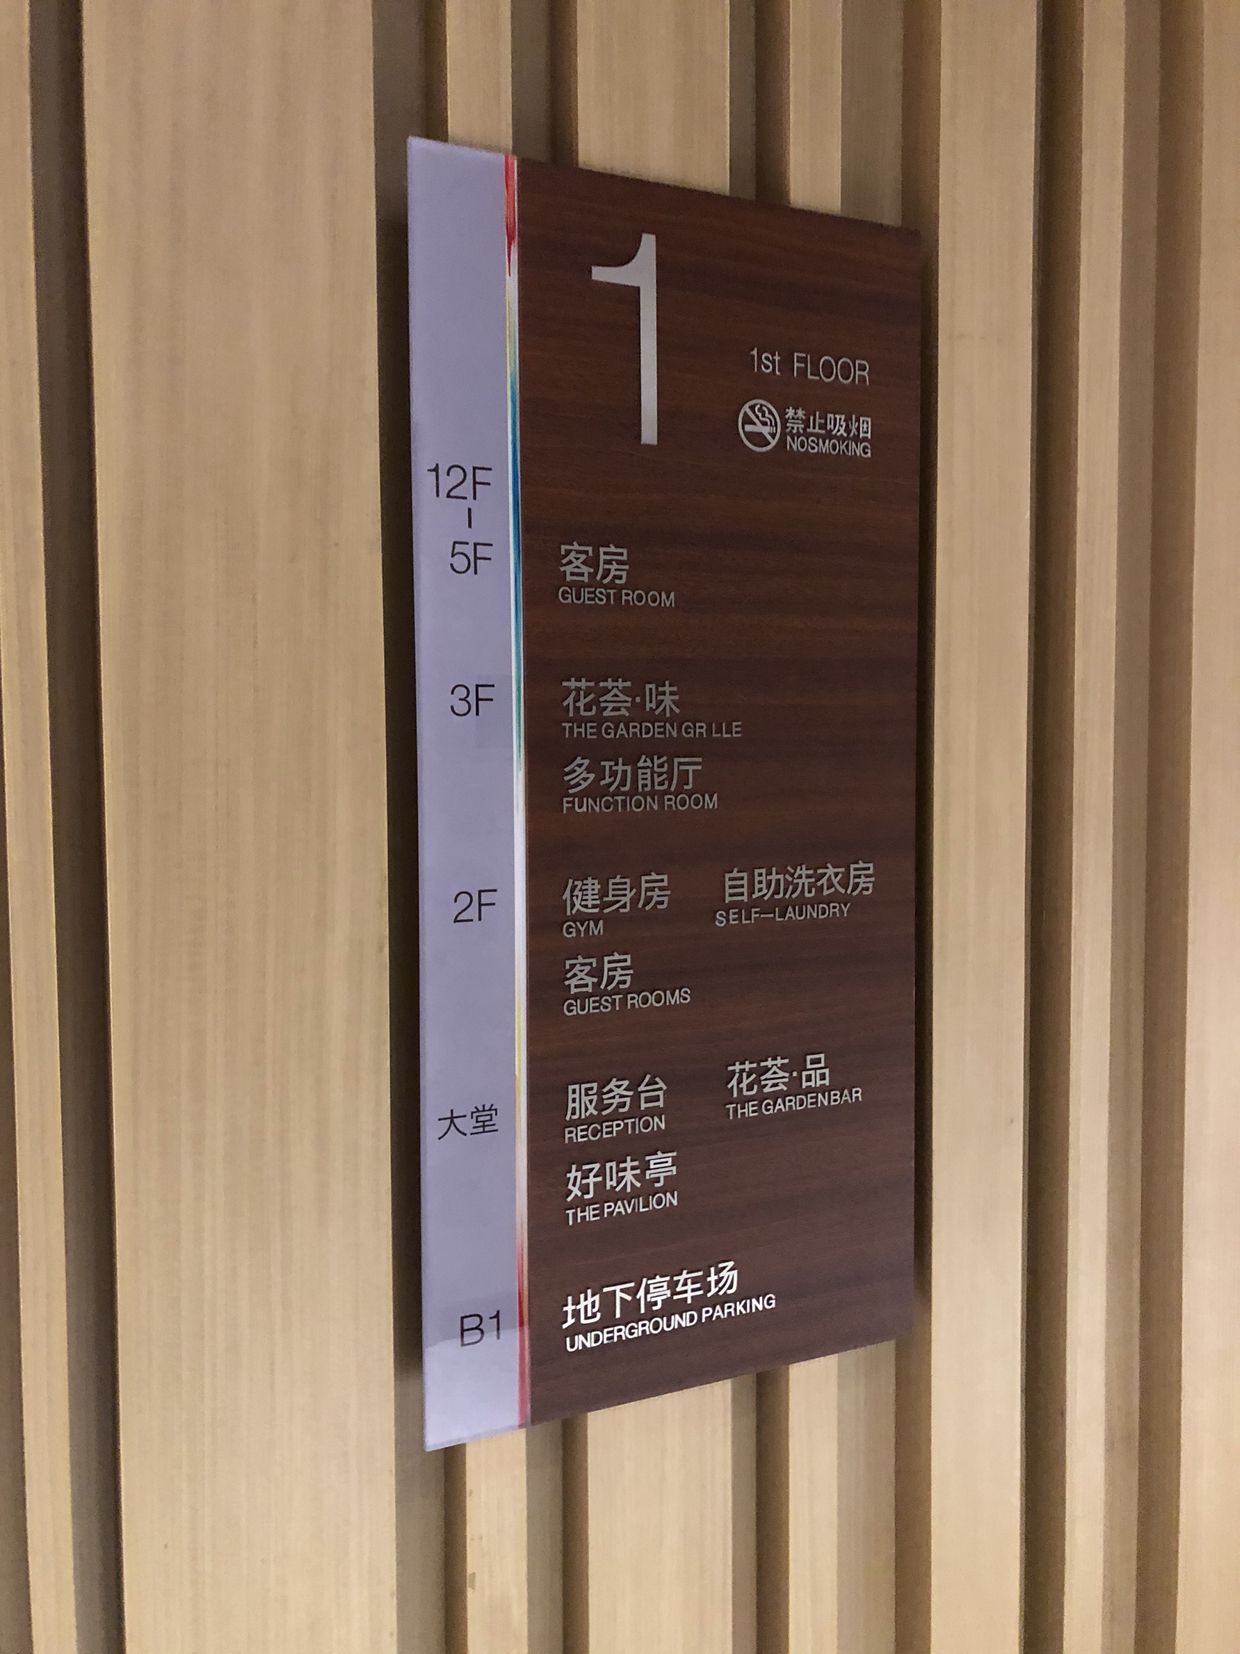 1
1st FLOOR
禁止吸烟
NOSMOKING
12F
5F
客房
GUEST ROOM
3F
花荟·味
THE GARDEN GR LLE
多功能厅
FUNCTION ROOM
2F
健身房 自助洗衣房
GYM SELF-LAUNDRY
客房
GUEST ROOMS
大堂
服务台 花荟·品
RECEPTION THE GARDENBAR
好味亭
THE PAVILION
B1
地下停车场
UNDERGROUND PARKING